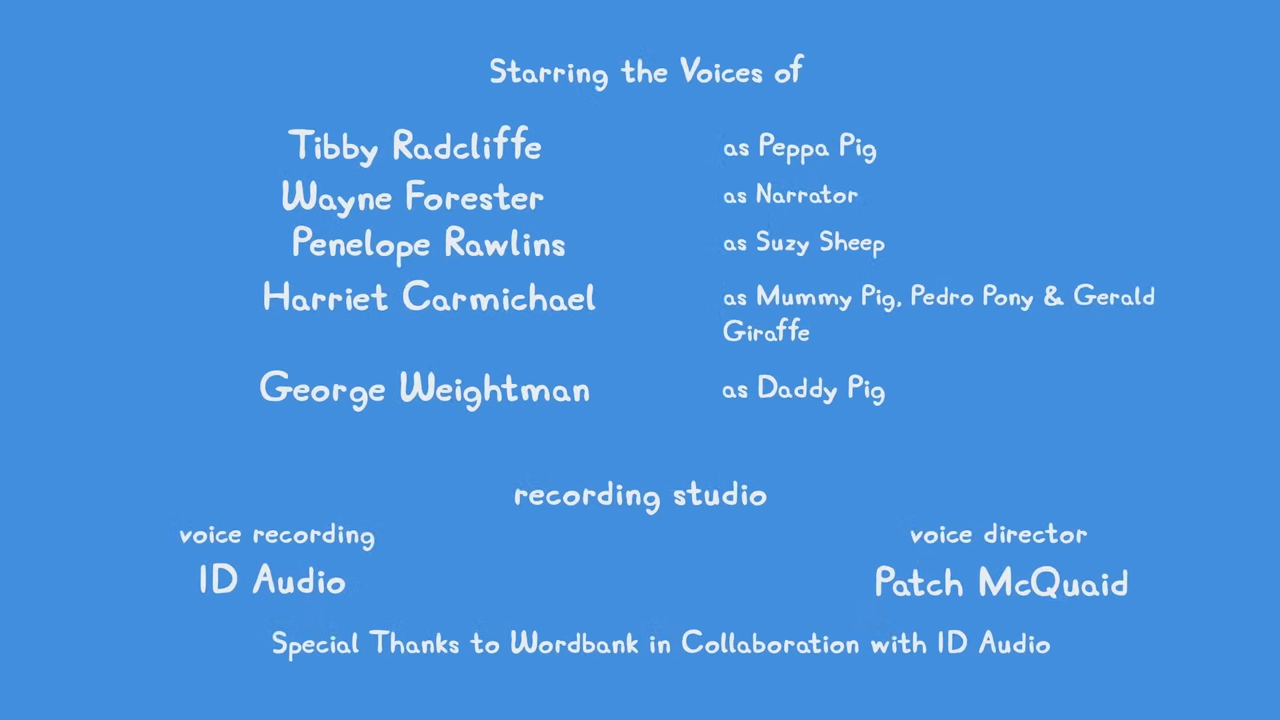 Starring the Voices of
Tibby Radcliffe as Peppa Pig
Wayne Forester as Narrator
Penelope Rawlins as Suzy Sheep
Harriet Carmichael as Mummy Pig, Pedro Pony & Gerald
Giraffe
George Weightman as Daddy Pig
recording studio
voice recording voice director
ID Audio Patch McQuaid
Special Thanks to Wordbank in Collaboration with ID Audio